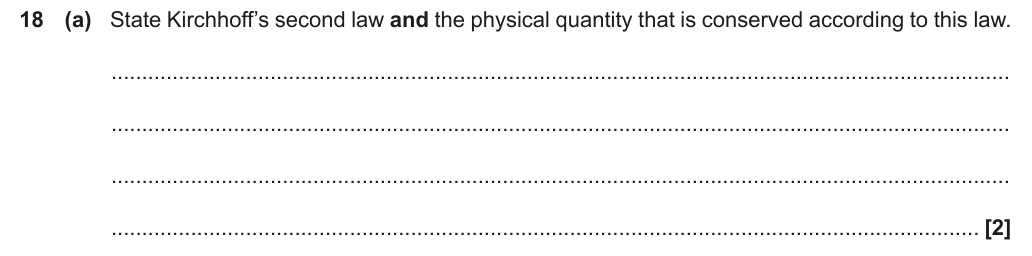 18 (a) State Kirchhoff’s second law and the physical quantity that is conserved according to this law.
..........................................................................................................................................................
..........................................................................................................................................................
..........................................................................................................................................................
.................................................................................................................................................... [2]